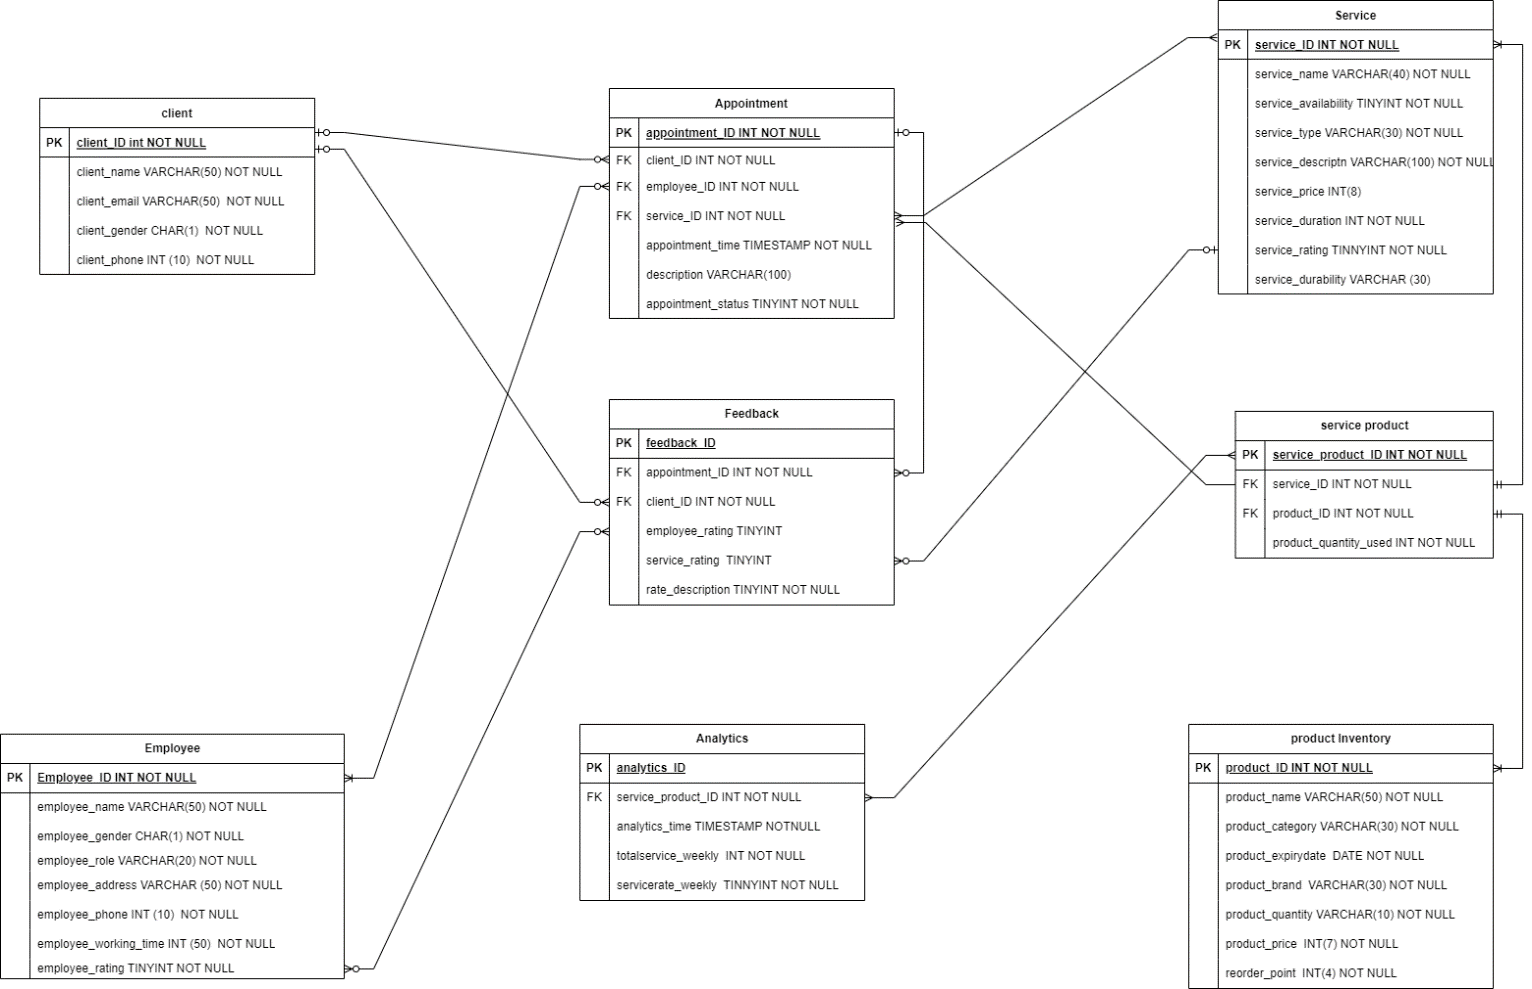 client
PK client_ID int NOT NULL
client_name VARCHAR(50) NOT NULL
client_email VARCHAR(50) NOT NULL
client_gender CHAR(1) NOT NULL
client_phone INT (10) NOT NULL
Appointment
PK appointment_ID INT NOT NULL
FK client_ID INT NOT NULL
FK employee_ID INT NOT NULL
FK service_ID INT NOT NULL
appointment_time TIMESTAMP NOT NULL
description VARCHAR(100)
appointment_status TINYINT NOT NULL
Service
PK service_ID INT NOT NULL
service_name VARCHAR(40) NOT NULL
service_availability TINYINT NOT NULL
service_type VARCHAR(30) NOT NULL
service_descriptn VARCHAR(100) NOT NULL
service_price INT(8)
service_duration INT NOT NULL
service_rating TINNYINT NOT NULL
service_durability VARCHAR (30)
Feedback
PK feedback_ID
FK appointment_ID INT NOT NULL
FK client_ID INT NOT NULL
employee_rating TINYINT
service_rating TINYINT
rate_description TINYINT NOT NULL
service product
PK service_product_ID INT NOT NULL
FK service_ID INT NOT NULL
FK product_ID INT NOT NULL
product_quantity_used INT NOT NULL
Employee
PK Employee_ID INT NOT NULL
employee_name VARCHAR(50) NOT NULL
employee_gender CHAR(1) NOT NULL
employee_role VARCHAR(20) NOT NULL
employee_address VARCHAR (50) NOT NULL
employee_phone INT (10) NOT NULL
employee_working_time INT (50) NOT NULL
employee_rating TINYINT NOT NULL
Analytics
PK analytics_ID
FK service_product_ID INT NOT NULL
analytics_time TIMESTAMP NOTNULL
totalservice_weekly INT NOT NULL
servicerate_weekly TINNYINT NOT NULL
product Inventory
PK product_ID INT NOT NULL
product_name VARCHAR(50) NOT NULL
product_category VARCHAR(30) NOT NULL
product_expirydate DATE NOT NULL
product_brand VARCHAR(30) NOT NULL
product_quantity VARCHAR(10) NOT NULL
product_price INT(7) NOT NULL
reorder_point INT(4) NOT NULL